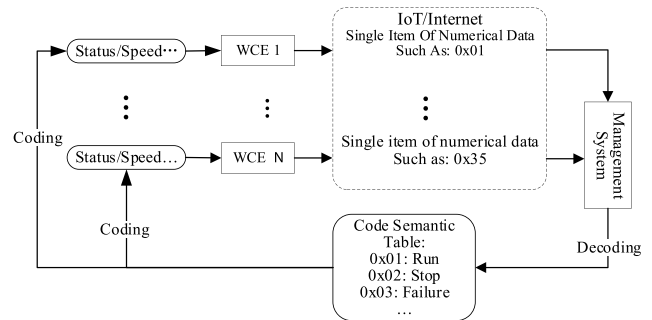 IoT/Internet
Single Item Of Numerical Data
Such As: 0x01
Status/Speed···
WCE 1
Coding
Status/Speed...
WCE N
Single item of numerical data
Such as: 0x35
Management
System
Coding
Decoding
Code Semantic
Table:
0x01: Run
0x02: Stop
0x03: Failure
...